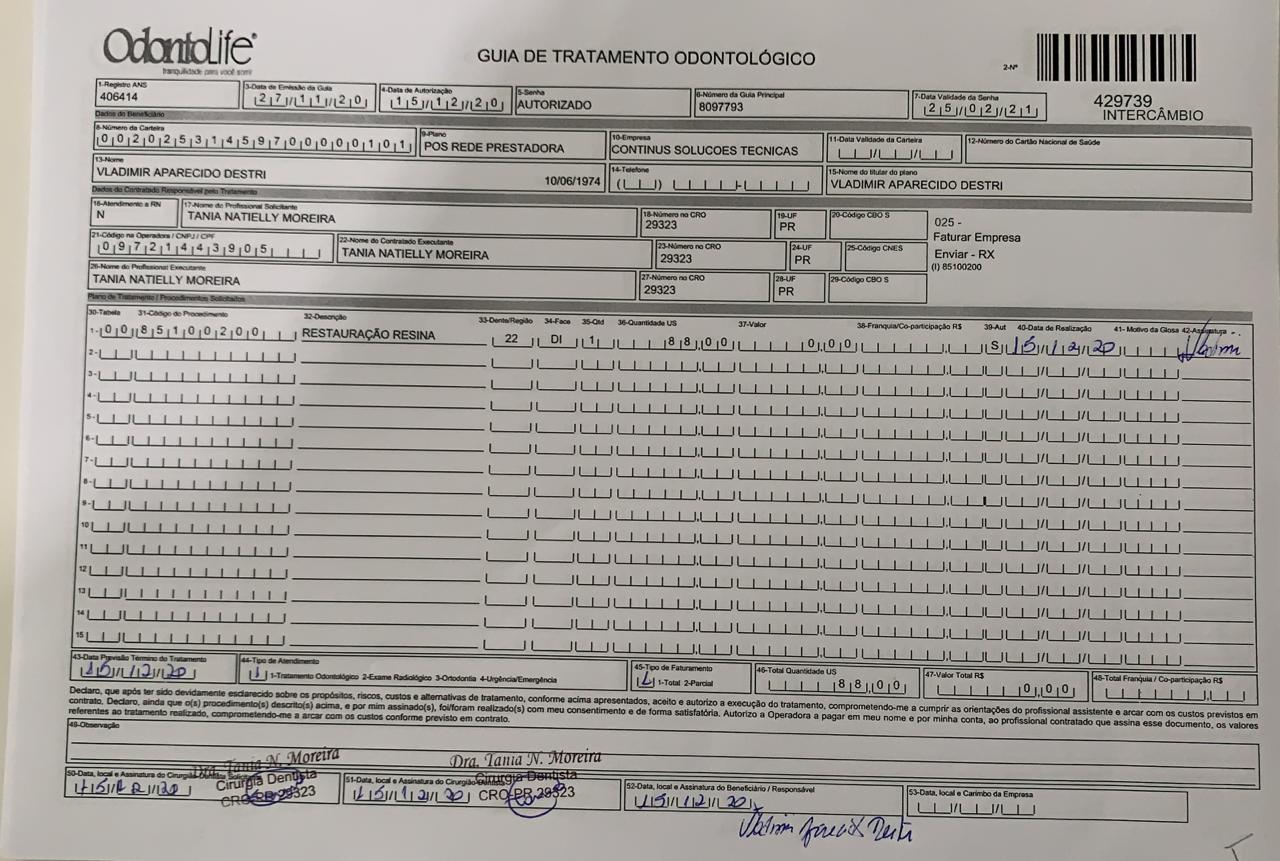 OdontoLife®
tranquilidade para você sorrir
GUIA DE TRATAMENTO ODONTOLÓGICO
2-Nº
429739
INTERCÂMBIO
1-Registro ANS
406414
3-Data de Emissão da Guia
27/11/20
4-Data de Autorização
15/12/20
5-Senha
AUTORIZADO
6-Número da Guia Principal
8097793
7-Data Validade da Senha
25/02/21
Dados do Beneficiário
8-Número da Carteira
00202531459700000101
9-Plano
POS REDE PRESTADORA
10-Empresa
CONTINUS SOLUCOES TECNICAS
11-Data Validade da Carteira
12-Número do Cartão Nacional de Saúde
13-Nome
VLADIMIR APARECIDO DESTRI 10/06/1974
14-Telefone
15-Nome do titular do plano
VLADIMIR APARECIDO DESTRI
Dados do Contratado Responsável pelo Tratamento
16-Atendimento a RN
N
17-Nome do Profissional Solicitante
TANIA NATIELLY MOREIRA
18-Número no CRO
29323
19-UF
PR
20-Código CBO S
025 -
Faturar Empresa
Enviar - RX
(I) 85100200
21-Código na Operadora / CNPJ / CPF
09721443905
22-Nome do Contratado Executante
TANIA NATIELLY MOREIRA
23-Número no CRO
29323
24-UF
PR
25-Código CNES
26-Nome do Profissional Executante
TANIA NATIELLY MOREIRA
27-Número no CRO
29323
28-UF
PR
29-Código CBO S
Plano de Tratamento / Procedimentos Solicitados
30-Tabela 31-Código do Procedimento 32-Descrição 33-Dente/Região 34-Face 35-Qtd 36-Quantidade US 37-Valor 38-Franquia/Co-participação R$ 39-Aut 40-Data de Realização 41- Motivo da Glosa 42-Assinatura
1- 00 85100200 RESTAURAÇÃO RESINA 22 DI 1 88,00 0,00 S 15/12/20
2-
3-
4-
5-
6-
7-
8-
9-
10
11
12
13
14
15
43-Data Previsão Término do Tratamento
15/12/20
44-Tipo de Atendimento
1 1-Tratamento Odontológico 2-Exame Radiológico 3-Ortodontia 4-Urgência/Emergência
45-Tipo de Faturamento
1-Total 2-Parcial
46-Total Quantidade US
88,00
47-Valor Total R$
0,00
48-Total Franquia / Co-participação R$
Declaro, que após ter sido devidamente esclarecido sobre os propósitos, riscos, custos e alternativas de tratamento, conforme acima apresentados, aceito e autorizo a execução do tratamento, comprometendo-me a cumprir as orientações do profissional assistente e arcar com os custos previstos em
contrato. Declaro, ainda que o(s) procedimento(s) descrito(s) acima, e por mim assinado(s), foi/foram realizado(s) com meu consentimento e de forma satisfatória. Autorizo a Operadora a pagar em meu nome e por minha conta, ao profissional contratado que assina esse documento, os valores
referentes ao tratamento realizado, comprometendo-me a arcar com os custos conforme previsto em contrato.
49-Observação
Dra. Tania N. Moreira
Cirurgiã Dentista
CRO-PR 29323
Dra. Tania N. Moreira
Cirurgiã Dentista
CRO-PR 29323
50-Data, local e Assinatura do Cirurgião Dentista Solicitante
15/12/20
51-Data, local e Assinatura do Cirurgião Dentista
15/12/20
52-Data, local e Assinatura do Beneficiário / Responsável
15/12/20
53-Data, local e Carimbo da Empresa